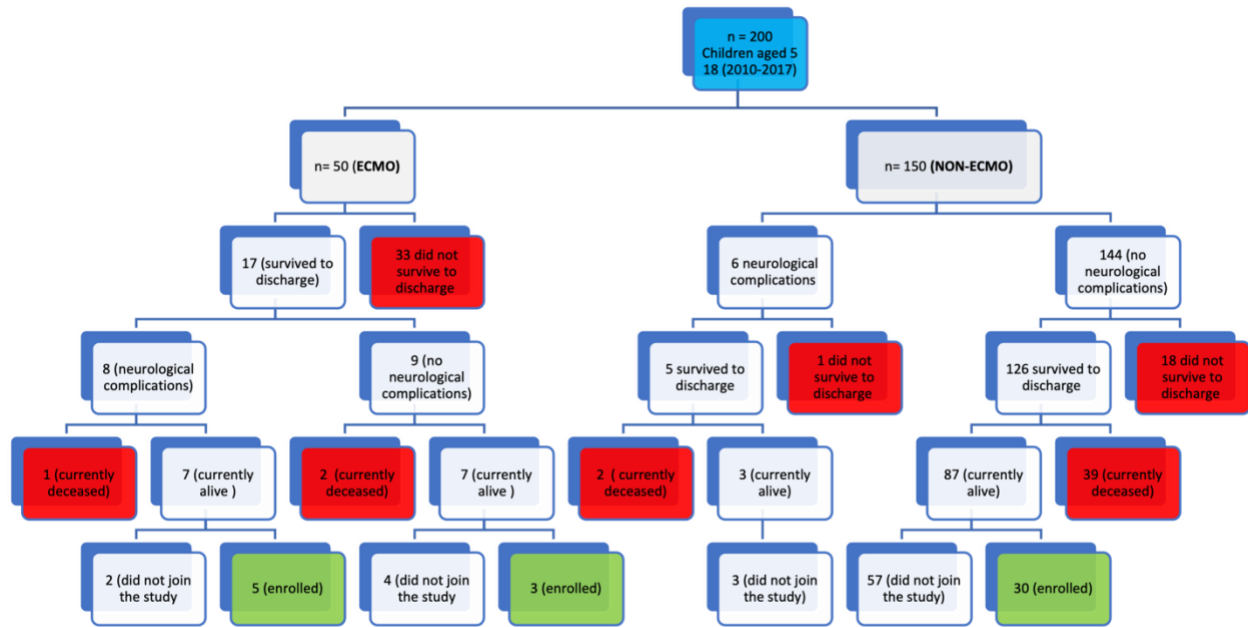 n = 200
Children aged 5
18 (2010-2017)
n= 50 (ECMO)
n= 150 (NON-ECMO)
17 (survived to
discharge)
33 did not
survive to
discharge
6 neurological
complications
144 (no
neurological
complications)
8 (neurological
complications)
9 (no
neurological
complications)
5 survived to
discharge
1 did not
survive to
discharge
126 survived to
discharge
18 did not
survive to
discharge
1 (currently
deceased)
7 (currently
alive )
2 (currently
deceased)
7 (currently
alive )
2 ( currently
deceased)
3 (currently
alive)
87 (currently
alive)
39 (currently
deceased)
2 (did not join
the study
5 (enrolled)
4 (did not join
the study
3 (enrolled)
3 (did not join
the study)
57 (did not join
the study)
30 (enrolled)